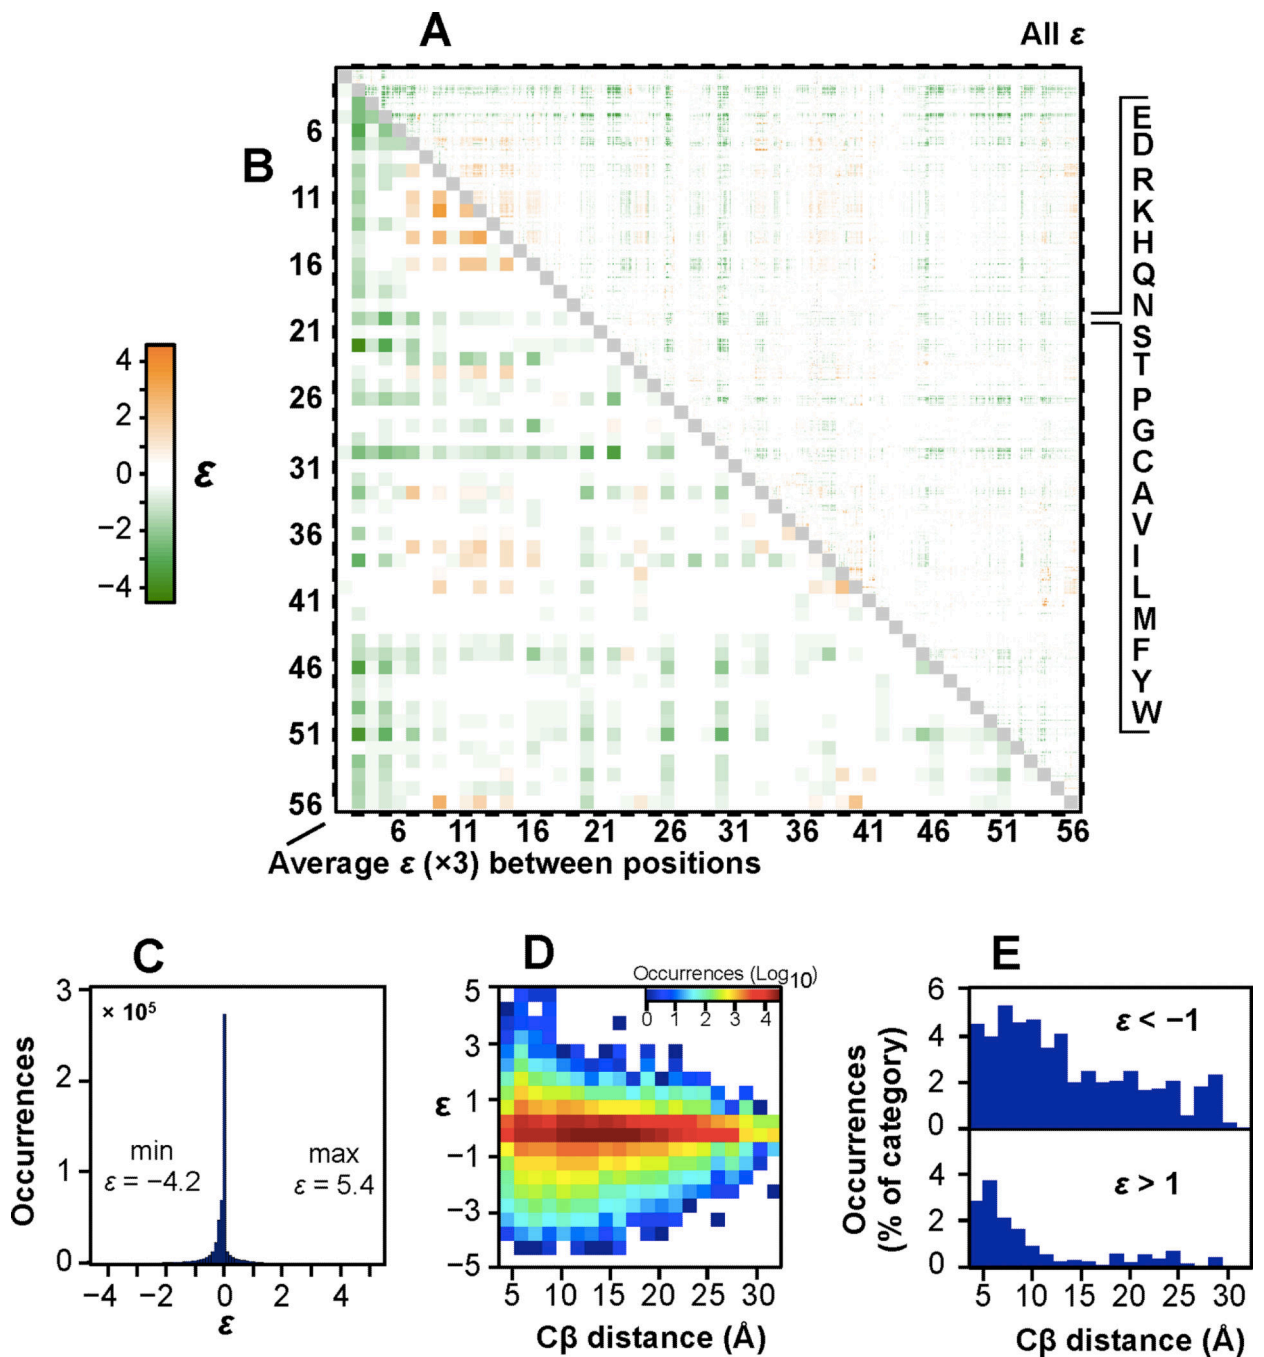 A
All ε
B
6
11
16
21
26
31
36
41
46
51
56
6 11 16 21 26 31 36 41 46 51 56
Average ε (×3) between positions
4
2
0
−2
−4
ε
E
D
R
K
H
Q
N
S
T
P
G
C
A
V
I
L
M
F
Y
W
C
3
2
1
0
× 10⁵
Occurrences
min
ε = −4.2
max
ε = 5.4
−4 −2 0 2 4
ε
D
Occurrences (Log10)
0 1 2 3 4
5
3
1
−1
−3
−5
ε
5 10 15 20 25 30
Cβ distance (Å)
E
6
4
2
0
ε < −1
4
2
0
ε > 1
Occurrences
(% of category)
5 10 15 20 25 30
Cβ distance (Å)